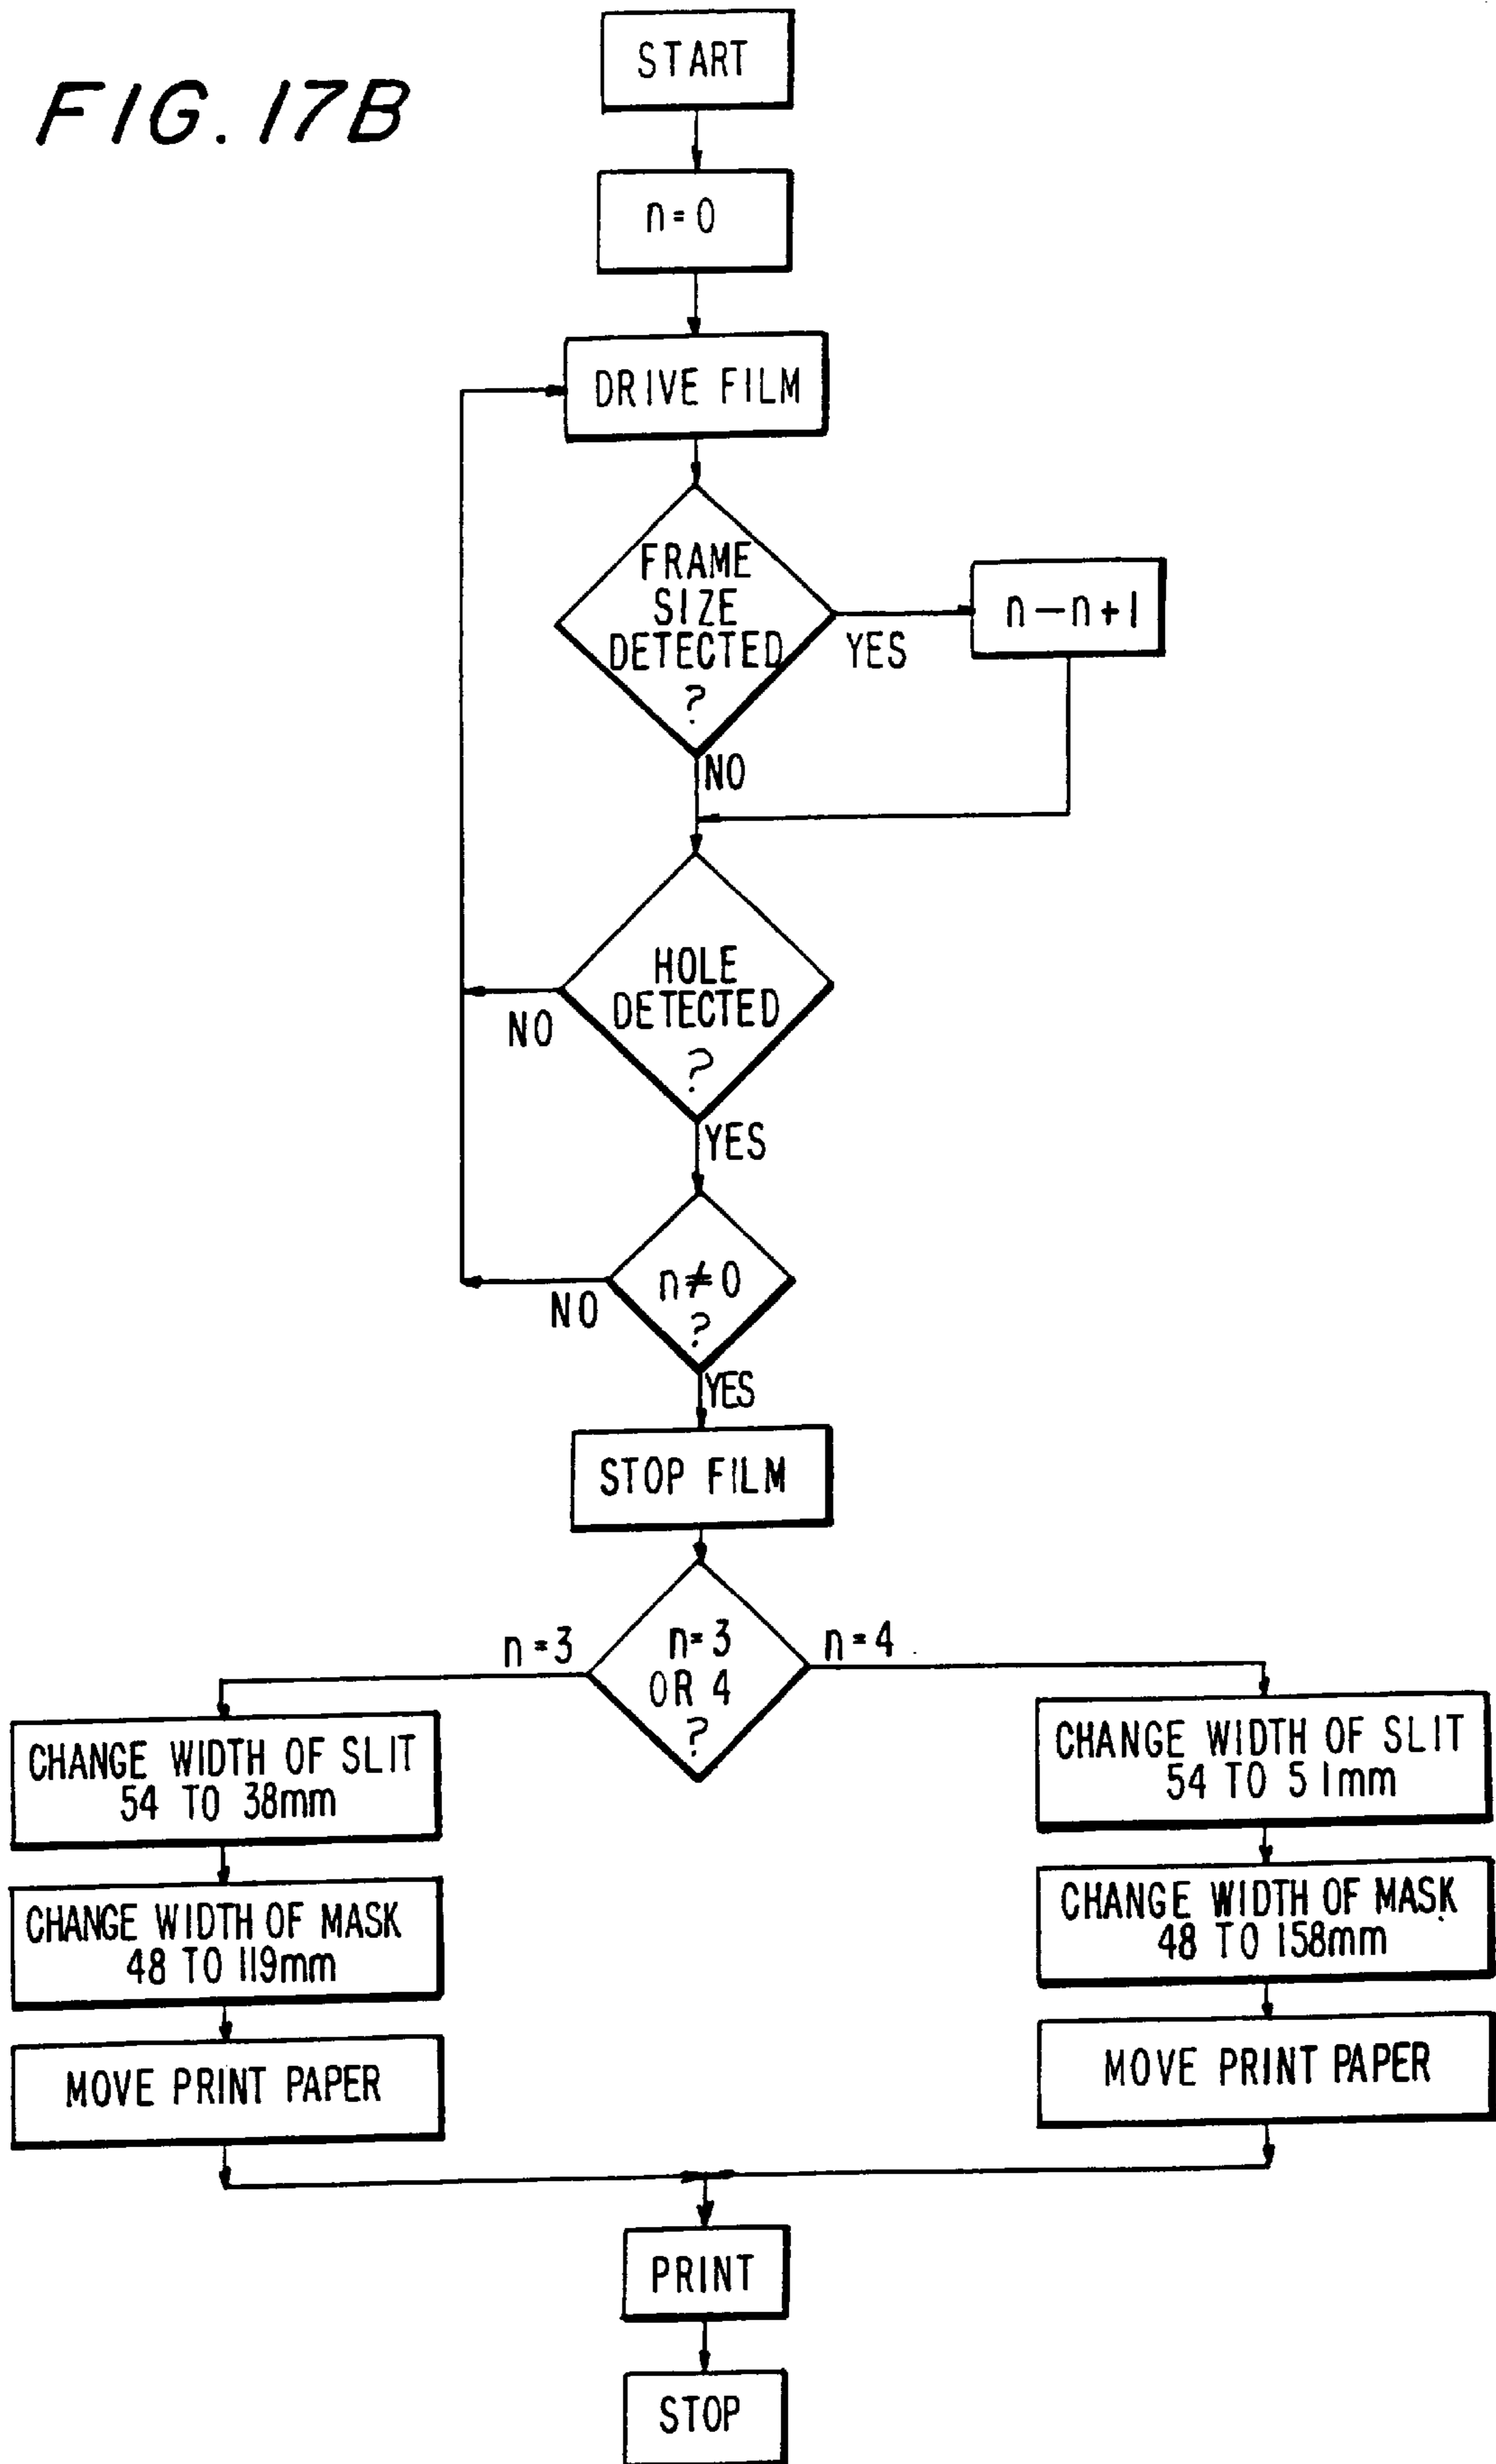 FIG. 17B
START
n=0
DRIVE FILM
FRAME
SIZE
DETECTED
?
YES
n—n+1
NO
HOLE
DETECTED
?
NO
YES
n≠0
?
NO
YES
STOP FILM
n=3
n=3
OR 4
?
n=4
CHANGE WIDTH OF SLIT
54 TO 38mm
CHANGE WIDTH OF SLIT
54 TO 51mm
CHANGE WIDTH OF MASK
48 TO 119mm
CHANGE WIDTH OF MASK
48 TO 158mm
MOVE PRINT PAPER
MOVE PRINT PAPER
PRINT
STOP